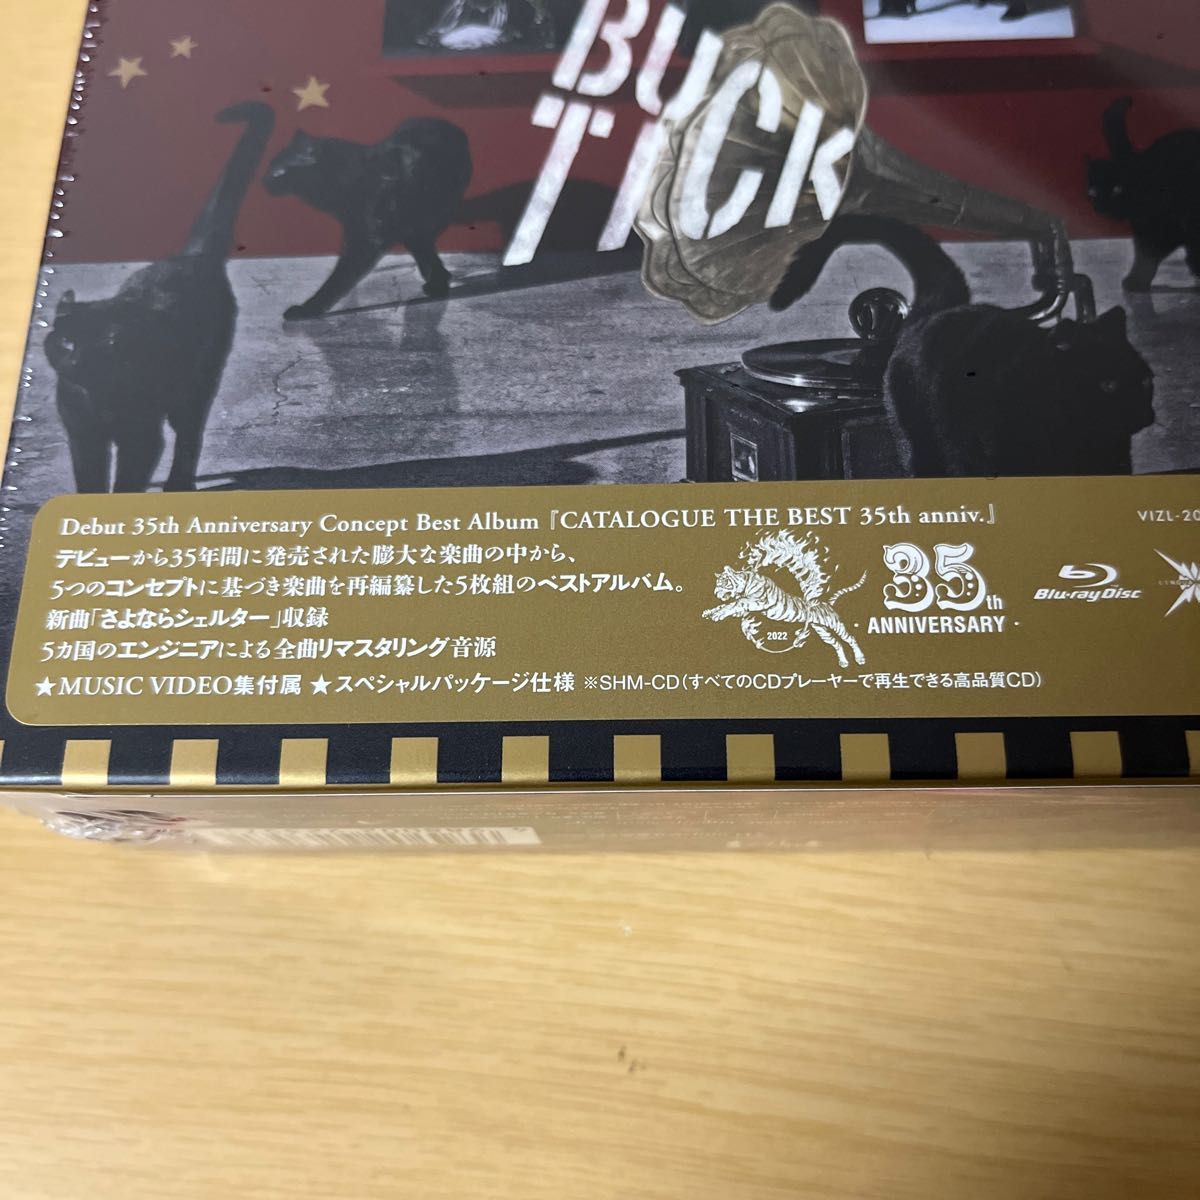 BUCK
TICK
Debut 35th Anniversary Concept Best Album『CATALOGUE THE BEST 35th anniv.』
デビューから35年間に発売された膨大な楽曲の中から、
5つのコンセプトに基づき楽曲を再編纂した5枚組のベストアルバム。
新曲「さよならシェルター」収録
5カ国のエンジニアによる全曲リマスタリング音源
★MUSIC VIDEO集付属 ★スペシャルパッケージ仕様 ※SHM-CD(すべてのCDプレーヤーで再生できる高品質CD)
2022
35th
・ANNIVERSARY・
Blu-ray Disc
VIZL-20